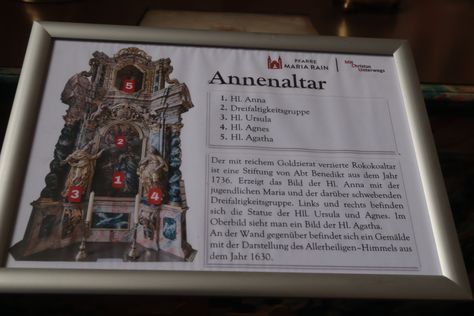 PFARRE
MARIA RAIN
Mit
Christus
Unterwegs
Annenaltar
1. Hl. Anna
2. Dreifaltigkeitsgruppe
3. Hl. Ursula
4. Hl. Agnes
5. Hl. Agatha
5
2
1
3
4
Der mit reichem Goldzierat verzierte Rokokoaltar
ist eine Stiftung von Abt Benedikt aus dem Jahr
1736. Erzeigt das Bild der Hl. Anna mit der
jugendlichen Maria und der darüber schwebenden
Dreifaltigkeitsgruppe. Links und rechts befinden
sich die Statue der Hll. Ursula und Agnes. Im
Oberbild sieht man ein Bild der Hl. Agatha.
An der Wand gegenüber befindet sich ein Gemälde
mit der Darstellung des Allerheiligen-Himmels aus
dem Jahr 1630.